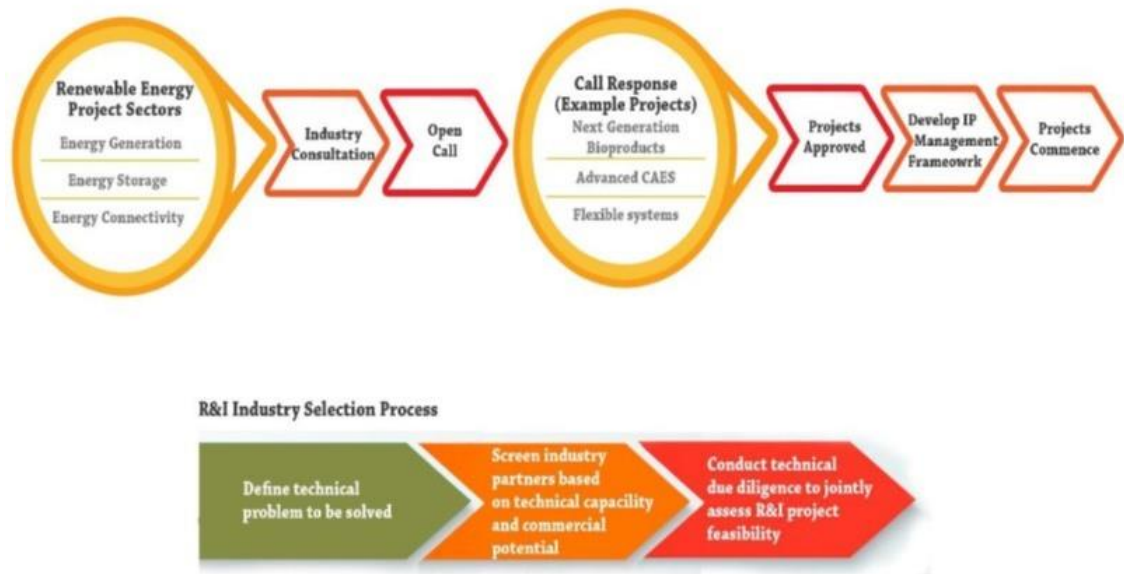 Renewable Energy
Project Sectors
Energy Generation
Energy Storage
Energy Connectivity
Industry
Consultation
Open
Call
Call Response
(Example Projects)
Next Generation
Bioproducts
Advanced CAES
Flexible systems
Projects
Approved
Develop IP
Management
Frameowrk
Projects
Commence
R&I Industry Selection Process
Define technical
problem to be solved
Screen industry
partners based
on technical capacility
and commercial
potential
Conduct technical
due diligence to jointly
assess R&I project
feasibility